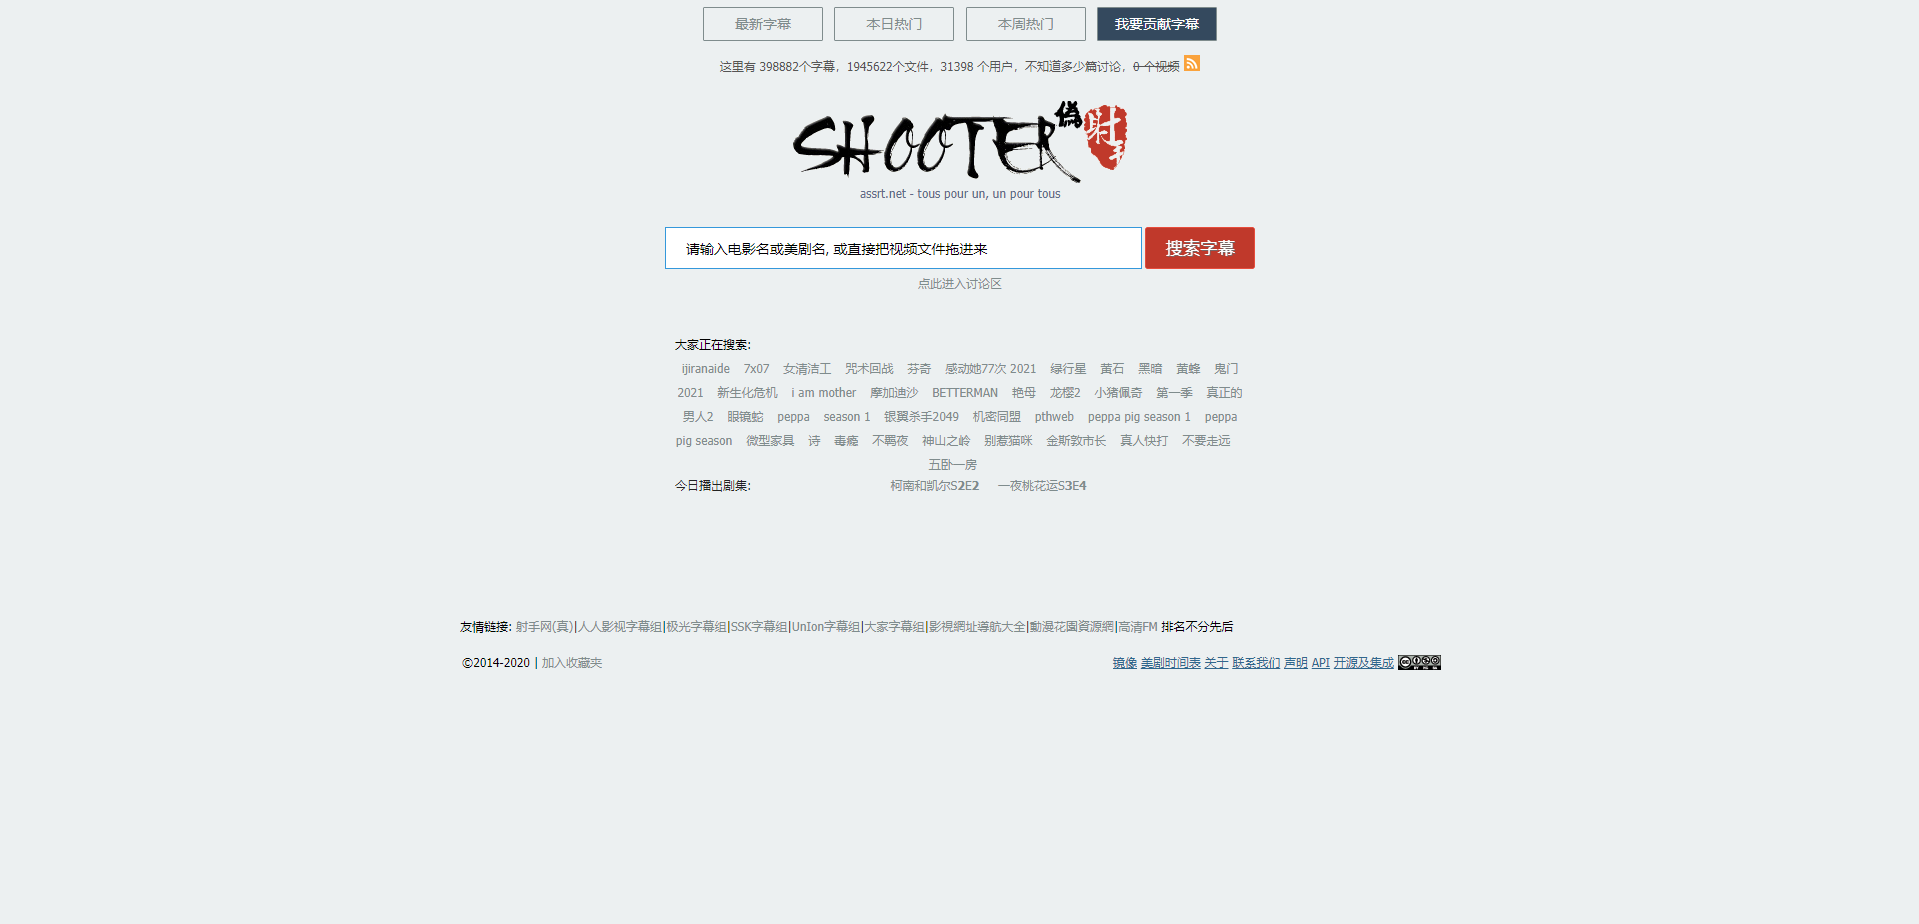 最新字幕 本日热门 本周热门 我要贡献字幕
这里有 398882个字幕，1945622个文件，31398 个用户，不知道多少篇讨论，0 个视频
SHOOTER 偽 射手
assrt.net - tous pour un, un pour tous
请输入电影名或美剧名, 或直接把视频文件拖进来 搜索字幕
点此进入讨论区
大家正在搜索:
ijiranaide 7x07 女清洁工 咒术回战 芬奇 感动她77次 2021 绿行星 黄石 黑暗 黄蜂 鬼门
2021 新生化危机 i am mother 摩加迪沙 BETTERMAN 艳母 龙樱2 小猪佩奇 第一季 真正的
男人2 眼镜蛇 peppa season 1 银翼杀手2049 机密同盟 pthweb peppa pig season 1 peppa
pig season 微型家具 诗 毒瘾 不羁夜 神山之岭 别惹猫咪 金斯敦市长 真人快打 不要走远
五卧一房
今日播出剧集: 柯南和凯尔S2E2 一夜桃花运S3E4
友情链接: 射手网(真)|人人影视字幕组|极光字幕组|SSK字幕组|UnIon字幕组|大家字幕组|影視網址導航大全|動漫花園資源網|高清FM 排名不分先后
©2014-2020 | 加入收藏夹 镜像 美剧时间表 关于 联系我们 声明 API 开源及集成